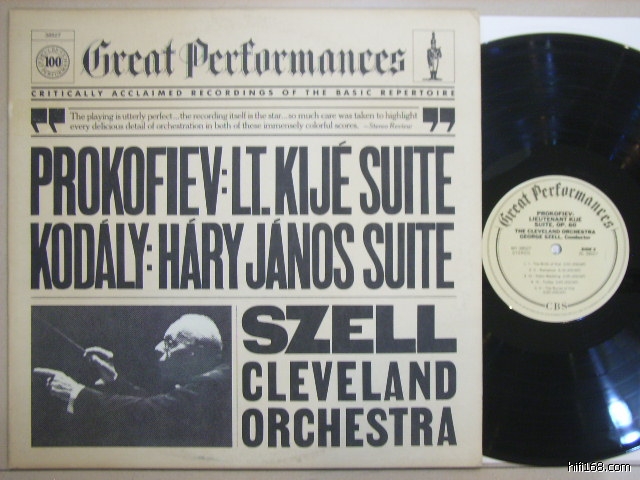 100
Great Performances
CRITICALLY ACCLAIMED RECORDINGS OF THE BASIC REPERTOIRE
"The playing is utterly perfect...the recording itself is the star...so much care was taken to highlight
every delicious detail of orchestration in both of these immensely colorful scores. –Stereo Review"
PROKOFIEV: LT. KIJÉ SUITE
KODÁLY: HÁRY JÁNOS SUITE
SZELL
CLEVELAND
ORCHESTRA
Great Performances
PROKOFIEV:
LIEUTENANT KIJÉ
SUITE, OP. 60
THE CLEVELAND ORCHESTRA
GEORGE SZELL, Conductor
STEREO
CBS
hifi168.com